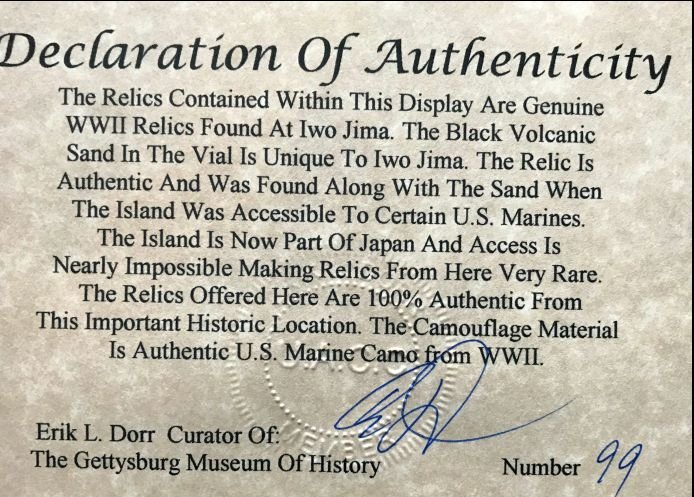 Declaration Of Authenticity
The Relics Contained Within This Display Are Genuine
WWII Relics Found At Iwo Jima. The Black Volcanic
Sand In The Vial Is Unique To Iwo Jima. The Relic Is
Authentic And Was Found Along With The Sand When
The Island Was Accessible To Certain U.S. Marines.
The Island Is Now Part Of Japan And Access Is
Nearly Impossible Making Relics From Here Very Rare.
The Relics Offered Here Are 100% Authentic From
This Important Historic Location. The Camouflage Material
Is Authentic U.S. Marine Camo from WWII.
Erik L. Dorr Curator Of:
The Gettysburg Museum Of History
Number 99